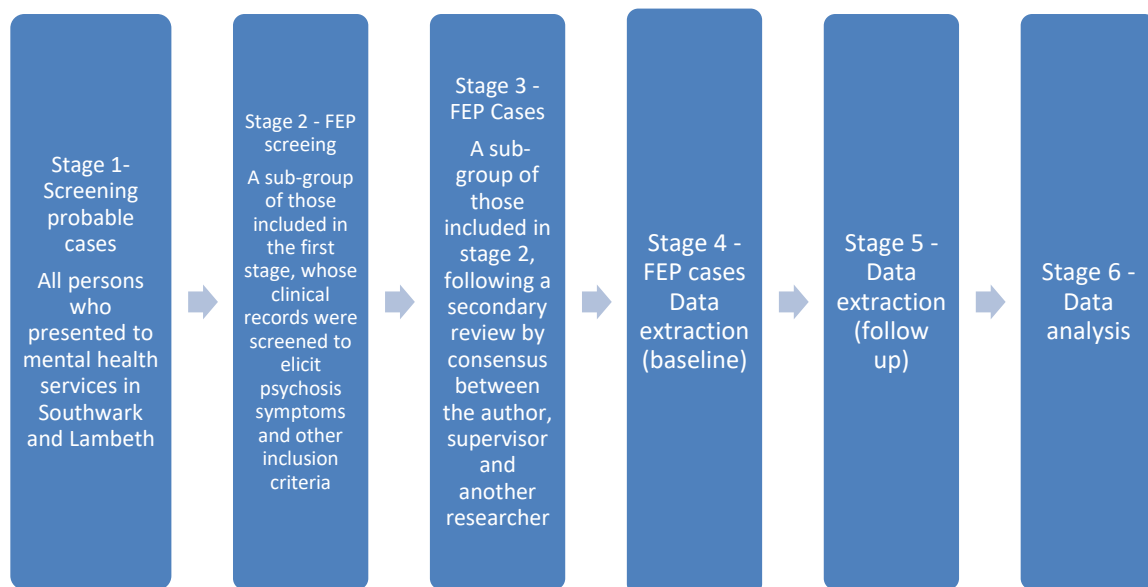 Stage 1-
Screening
probable
cases
All persons
who
presented to
mental health
services in
Southwark
and Lambeth
Stage 2 - FEP
screeing
A sub-group
of those
included in
the first
stage, whose
clinical
records were
screened to
elicit
psychosis
symptoms
and other
inclusion
criteria
Stage 3 -
FEP Cases
A sub-
group of
those
included in
stage 2,
following a
secondary
review by
consensus
between
the author,
supervisor
and
another
researcher
Stage 4 -
FEP cases
Data
extraction
(baseline)
Stage 5 -
Data
extraction
(follow
up)
Stage 6 -
Data
analysis